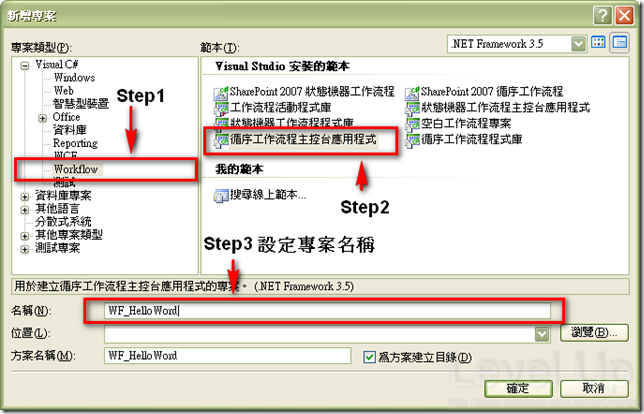 新增專案
專案類型(P):
範本(T):
.NET Framework 3.5
Visual C#
Windows
Web
智慧型裝置
Office
資料庫
Reporting
WCF
Workflow
測試
資料庫專案
其他語言
分散式系統
其他專案類型
測試專案
Step1
Visual Studio 安裝的範本
SharePoint 2007 狀態機器工作流程
SharePoint 2007 循序工作流程
工作流程活動程式庫
狀態機器工作流程主控台應用程式
狀態機器工作流程程式庫
空白工作流程專案
循序工作流程主控台應用程式
循序工作流程程式庫
我的範本
搜尋線上範本...
Step2
Step3 設定專案名稱
用於建立循序工作流程主控台應用程式的專案。 (.NET Framework 3.5)
名稱(N):
WF_HelloWord
位置(L):
瀏覽(B)...
方案名稱(M):
WF_HelloWord
為方案建立目錄(D)
Level Up
確定
取消